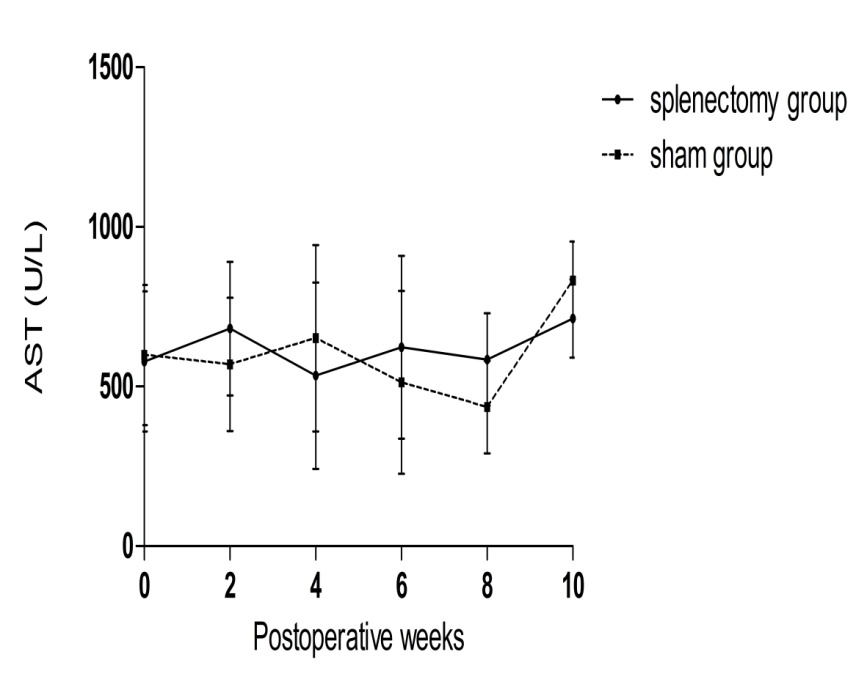 1500
1000
500
0
AST (U/L)
0 2 4 6 8 10
Postoperative weeks
splenectomy group
sham group